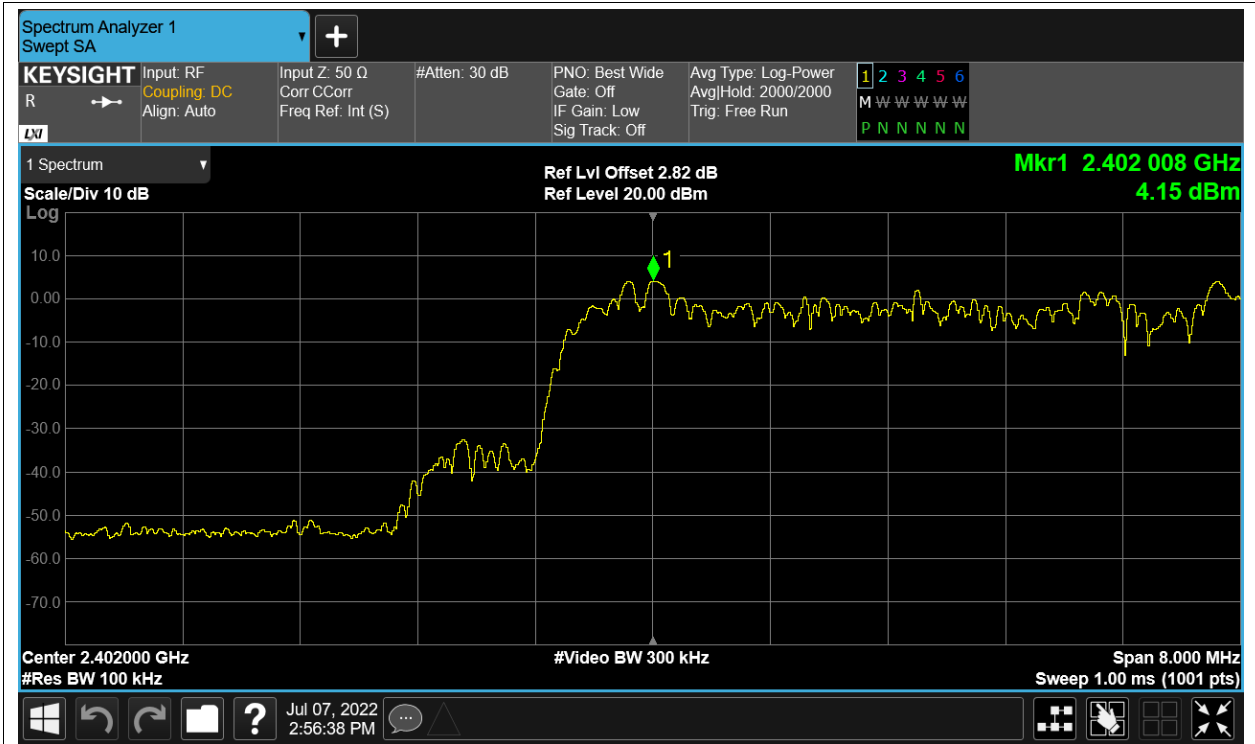 Spectrum Analyzer 1
Swept SA
KEYSIGHT
R
LXI
Input: RF
Coupling: DC
Align: Auto
Input Z: 50 Ω
Corr CCorr
Freq Ref: Int (S)
#Atten: 30 dB
PNO: Best Wide
Gate: Off
IF Gain: Low
Sig Track: Off
Avg Type: Log-Power
Avg|Hold: 2000/2000
Trig: Free Run
1 2 3 4 5 6
M W W W W W
P N N N N N
1 Spectrum
Scale/Div 10 dB
Ref Lvl Offset 2.82 dB
Ref Level 20.00 dBm
Mkr1 2.402 008 GHz
4.15 dBm
Log
10.0
0.00
-10.0
-20.0
-30.0
-40.0
-50.0
-60.0
-70.0
1
Center 2.402000 GHz
#Res BW 100 kHz
#Video BW 300 kHz
Span 8.000 MHz
Sweep 1.00 ms (1001 pts)
?
Jul 07, 2022
2:56:38 PM